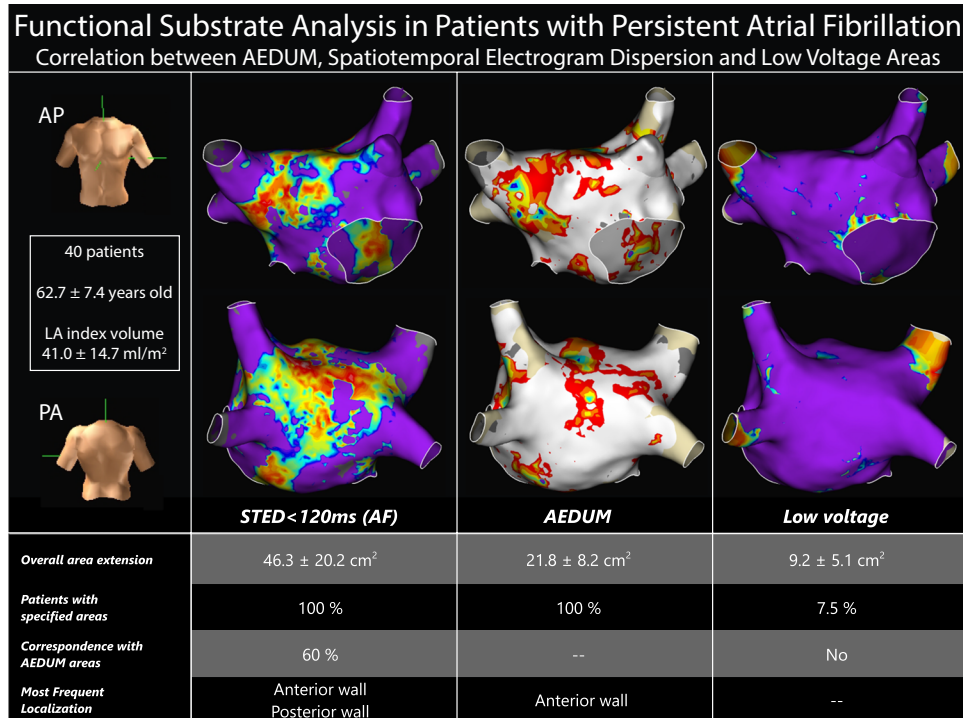 Functional Substrate Analysis in Patients with Persistent Atrial Fibrillation
Correlation between AEDUM, Spatiotemporal Electrogram Dispersion and Low Voltage Areas
AP
40 patients
62.7 ± 7.4 years old
LA index volume
41.0 ± 14.7 ml/m²
PA
STED<120ms (AF) AEDUM Low voltage
Overall area extension 46.3 ± 20.2 cm² 21.8 ± 8.2 cm² 9.2 ± 5.1 cm²
Patients with
specified areas 100 % 100 % 7.5 %
Correspondence with
AEDUM areas 60 % -- No
Most Frequent
Localization Anterior wall
Posterior wall Anterior wall --